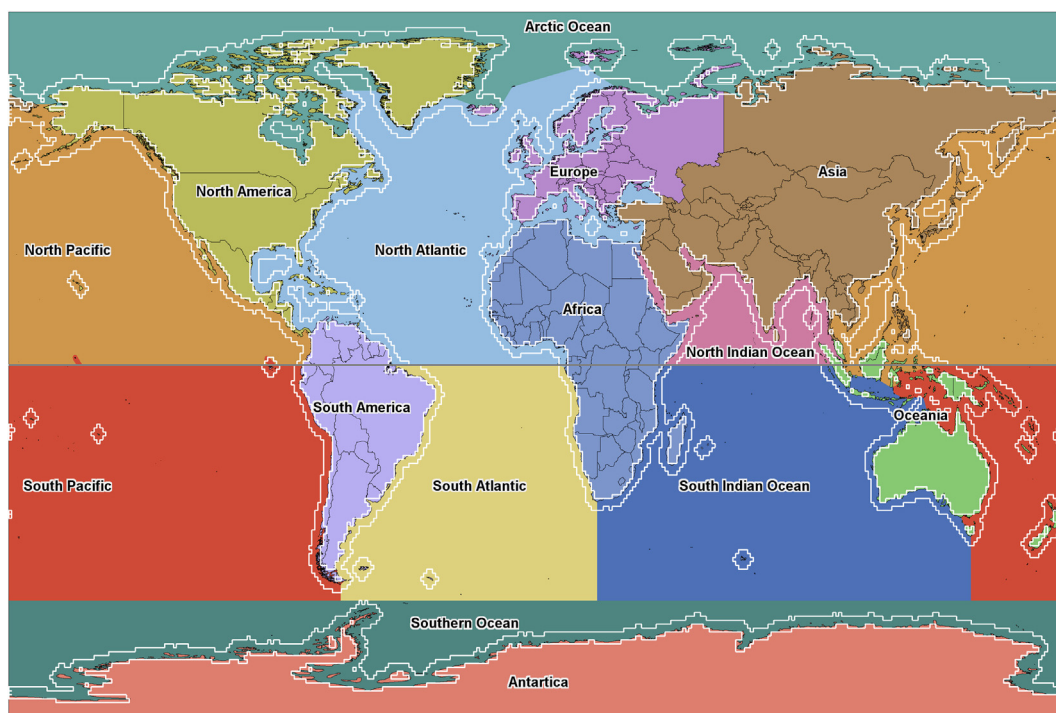 Arctic Ocean
Europe
Asia
North America
North Pacific
North Atlantic
Africa
North Indian Ocean
South America
Oceania
South Pacific
South Atlantic
South Indian Ocean
Southern Ocean
Antartica